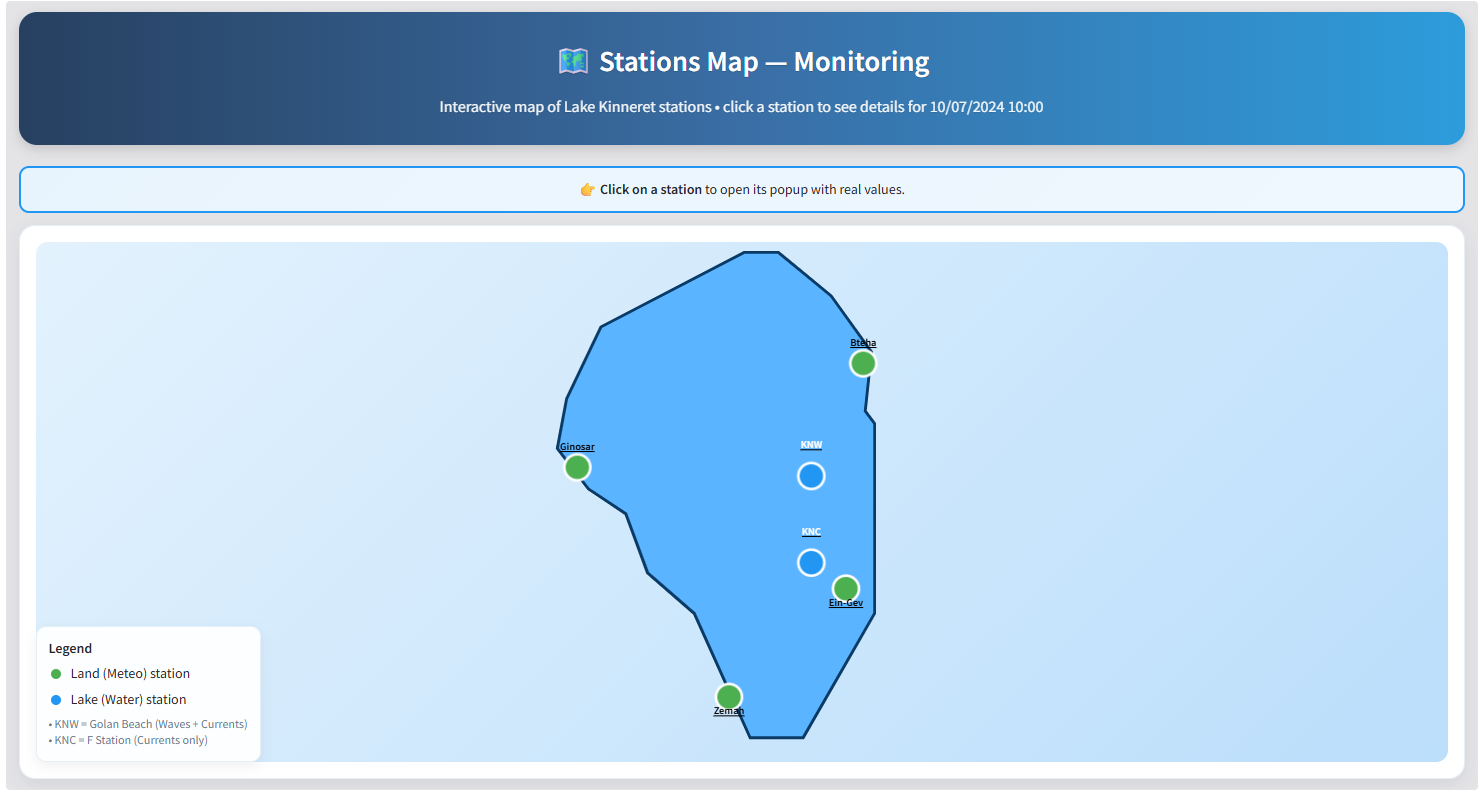 Stations Map — Monitoring
Interactive map of Lake Kinneret stations • click a station to see details for 10/07/2024 10:00
Click on a station to open its popup with real values.
Bteha
KNW
Ginosar
KNC
Ein-Gev
Zemah
Legend
Land (Meteo) station
Lake (Water) station
• KNW = Golan Beach (Waves + Currents)
• KNC = F Station (Currents only)